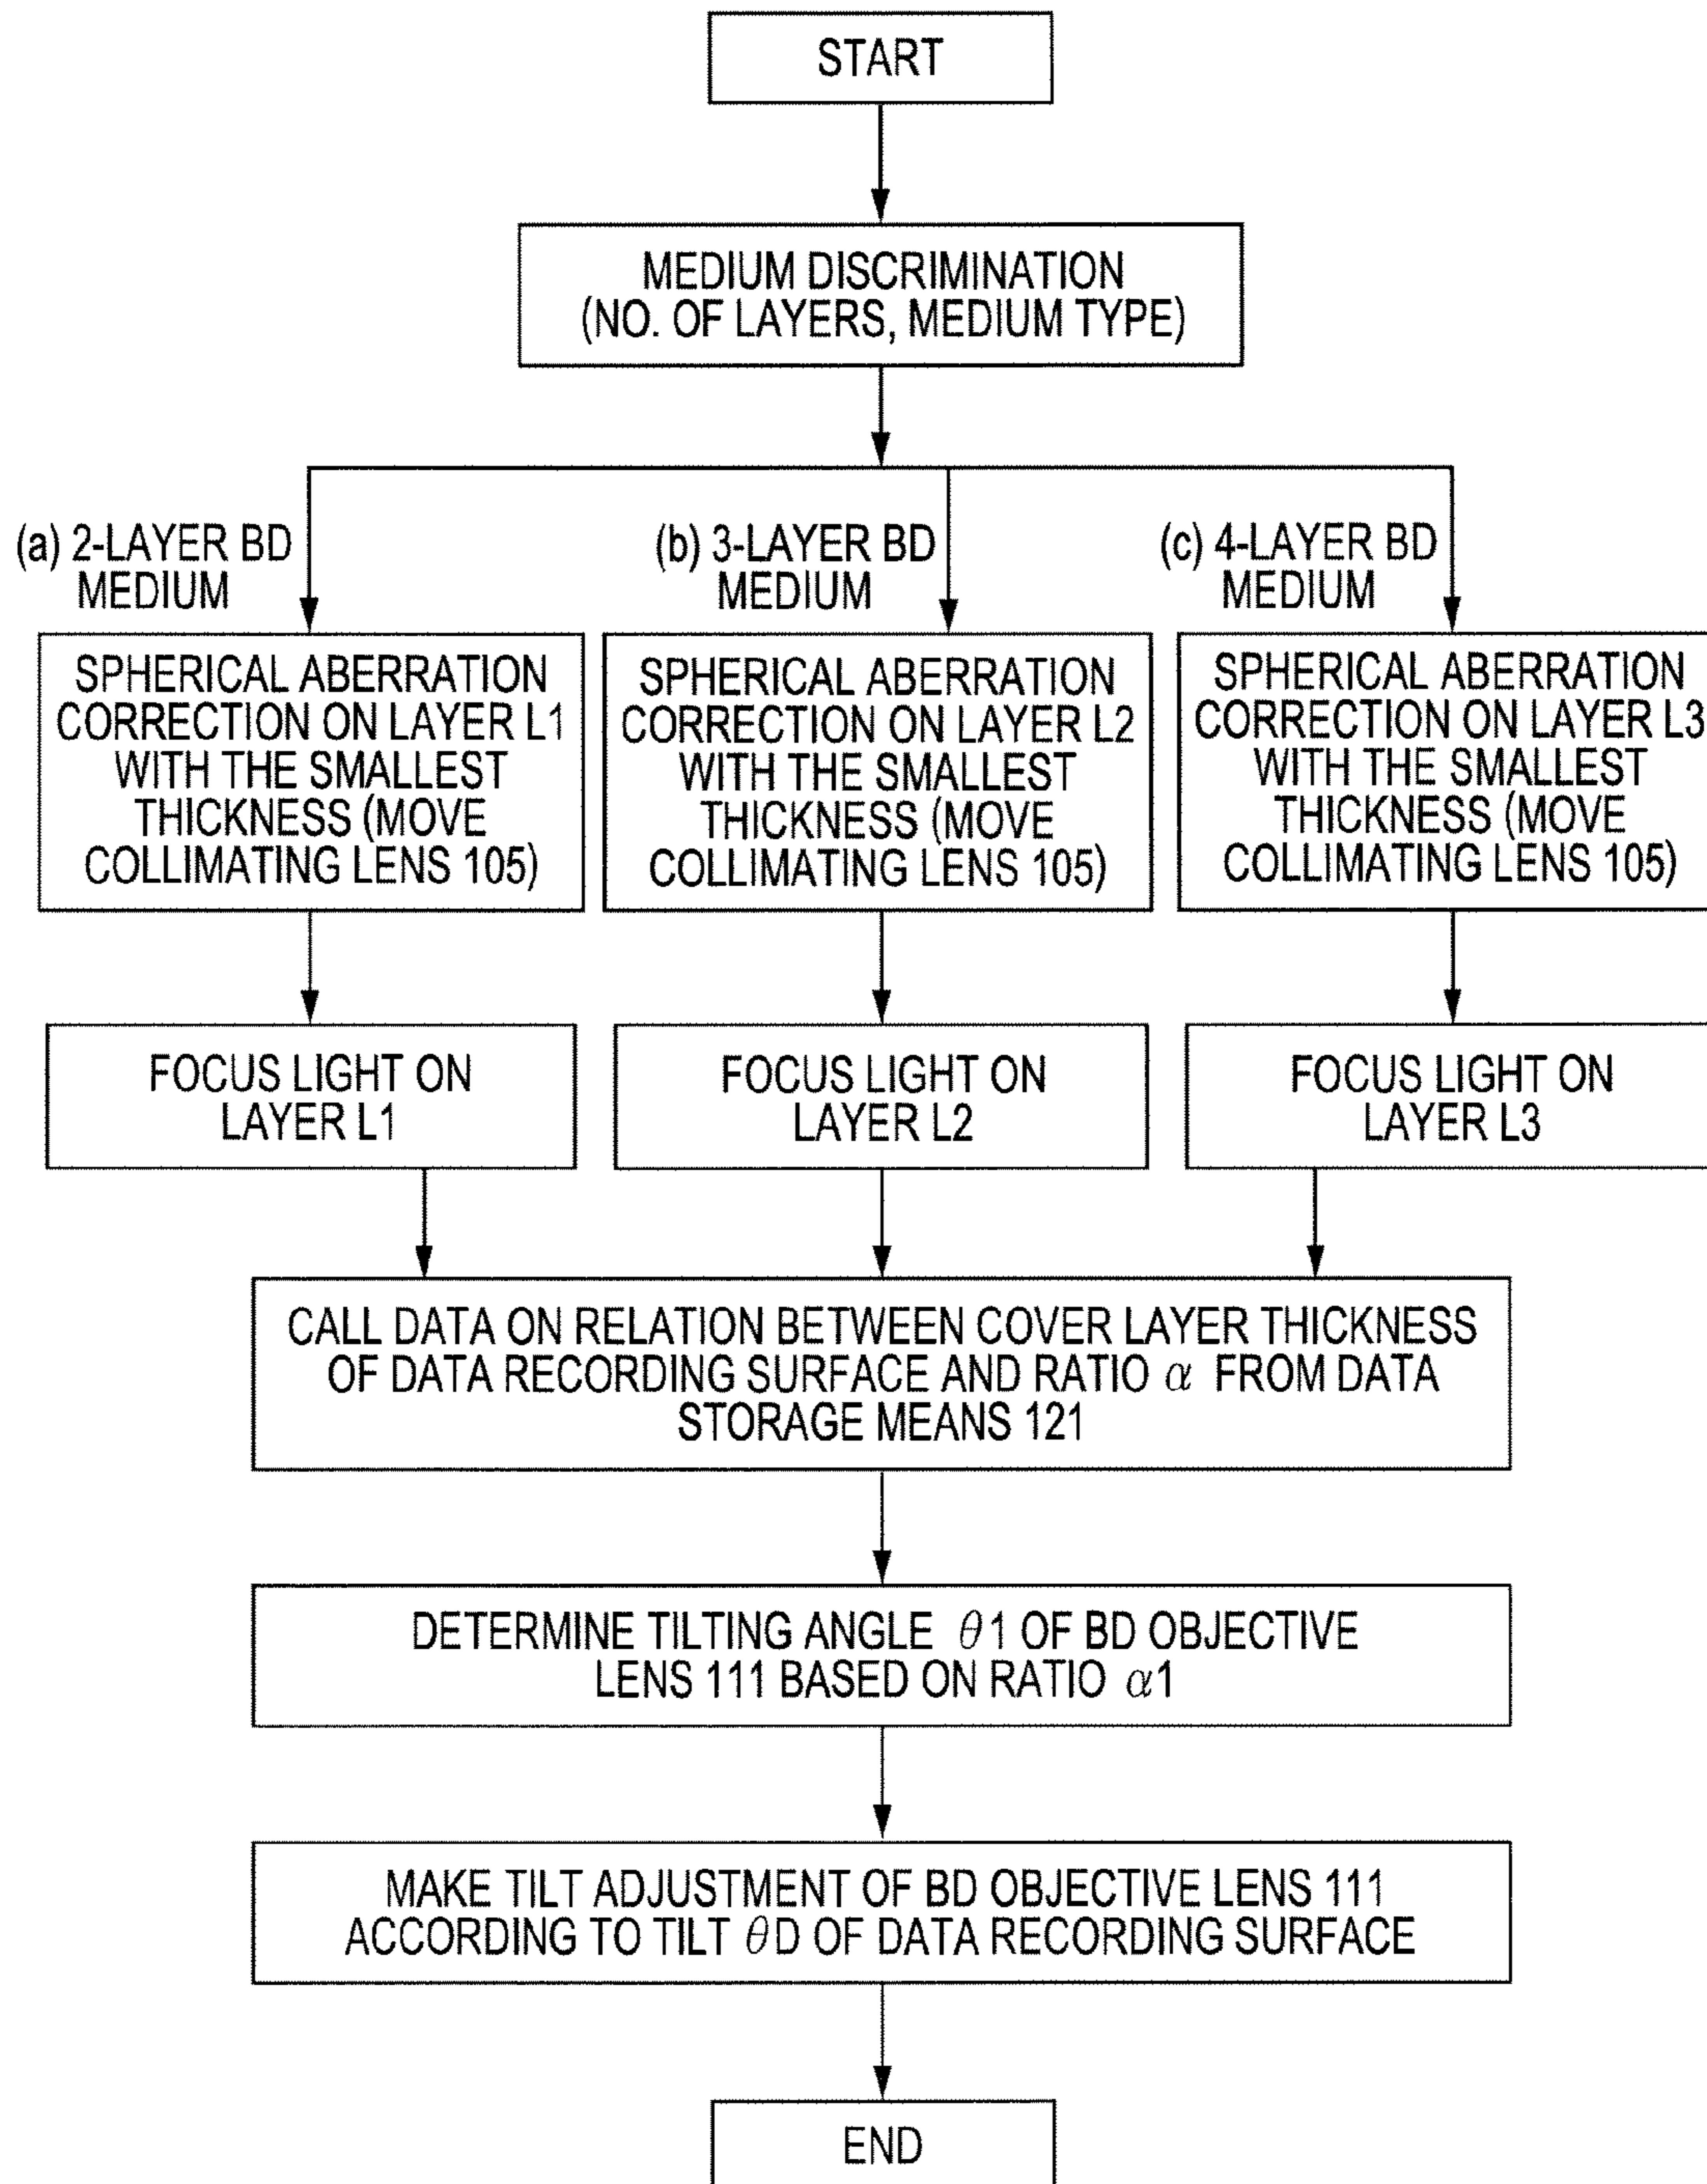 START
MEDIUM DISCRIMINATION
(NO. OF LAYERS, MEDIUM TYPE)
(a) 2-LAYER BD
MEDIUM
(b) 3-LAYER BD
MEDIUM
(c) 4-LAYER BD
MEDIUM
SPHERICAL ABERRATION
CORRECTION ON LAYER L1
WITH THE SMALLEST
THICKNESS (MOVE
COLLIMATING LENS 105)
SPHERICAL ABERRATION
CORRECTION ON LAYER L2
WITH THE SMALLEST
THICKNESS (MOVE
COLLIMATING LENS 105)
SPHERICAL ABERRATION
CORRECTION ON LAYER L3
WITH THE SMALLEST
THICKNESS (MOVE
COLLIMATING LENS 105)
FOCUS LIGHT ON
LAYER L1
FOCUS LIGHT ON
LAYER L2
FOCUS LIGHT ON
LAYER L3
CALL DATA ON RELATION BETWEEN COVER LAYER THICKNESS
OF DATA RECORDING SURFACE AND RATIO α FROM DATA
STORAGE MEANS 121
DETERMINE TILTING ANGLE θ1 OF BD OBJECTIVE
LENS 111 BASED ON RATIO α1
MAKE TILT ADJUSTMENT OF BD OBJECTIVE LENS 111
ACCORDING TO TILT θD OF DATA RECORDING SURFACE
END